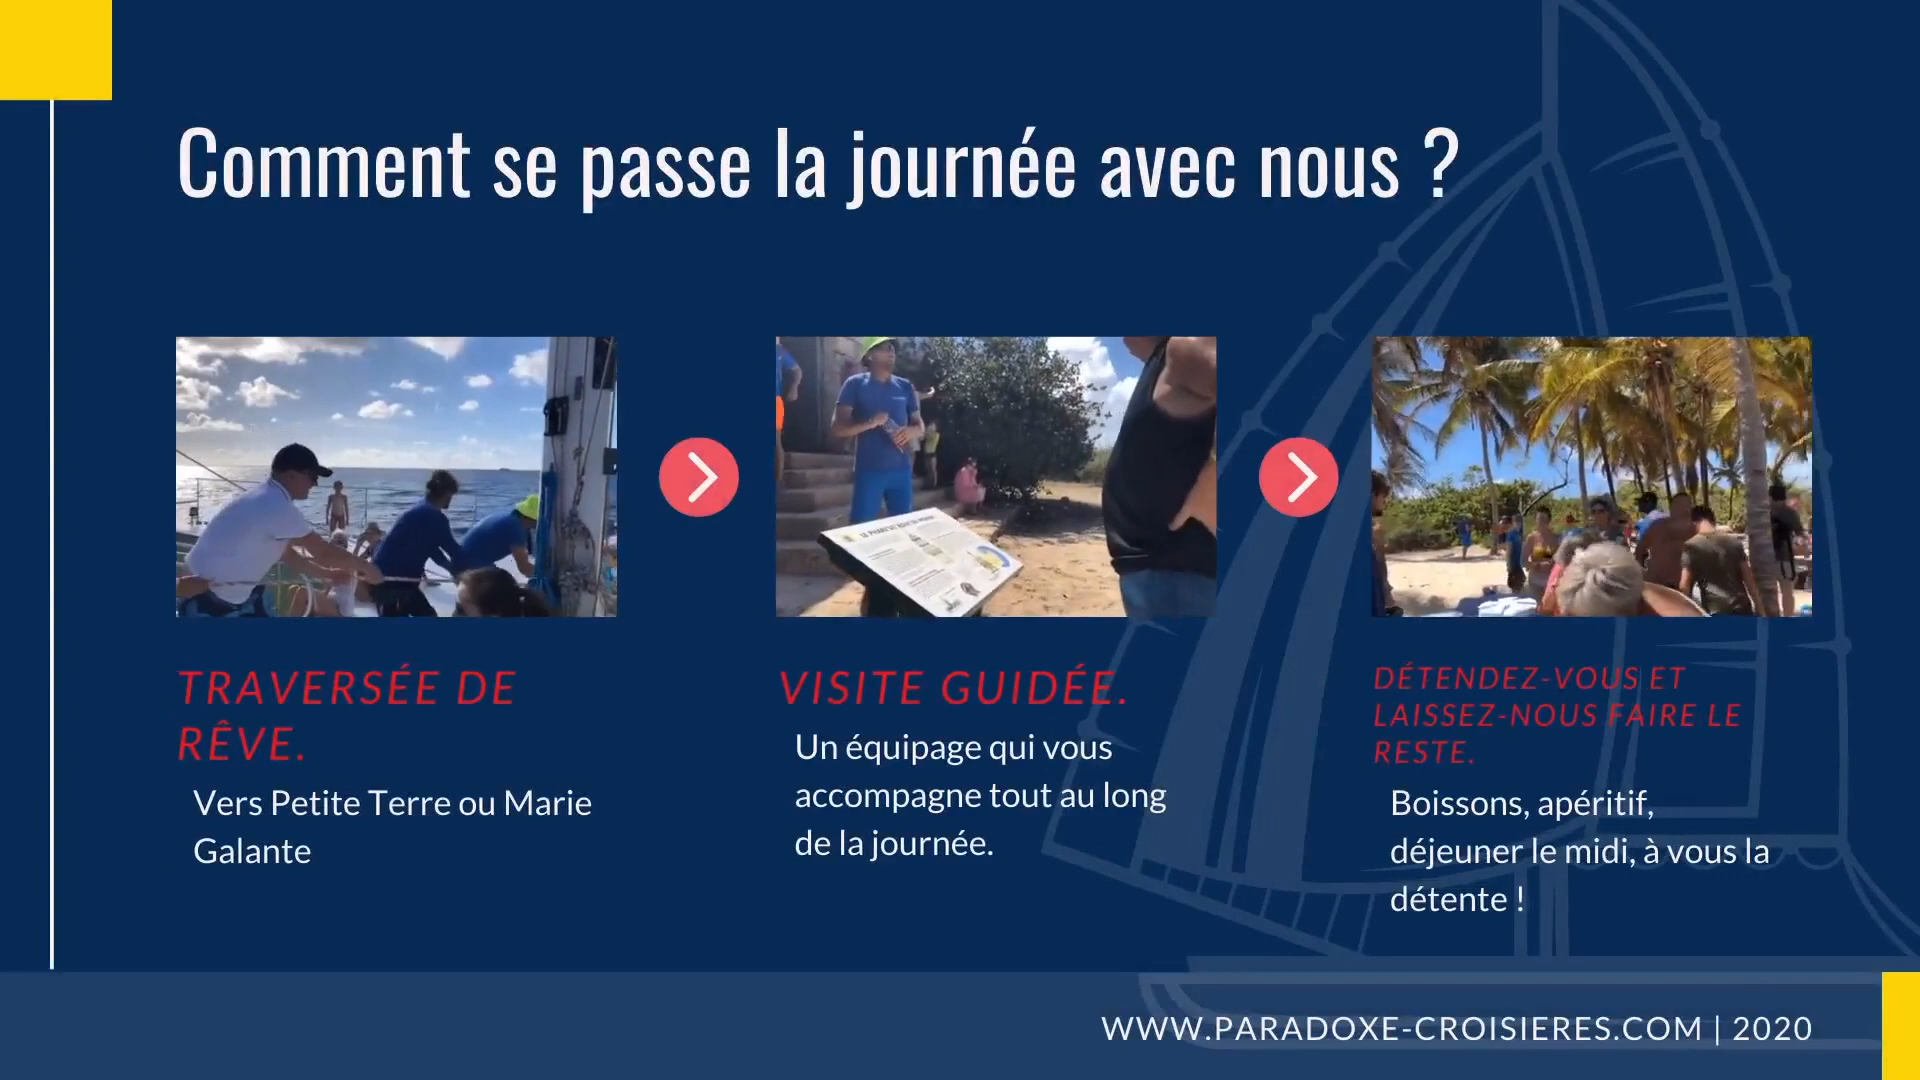 Comment se passe la journée avec nous ?
TRAVERSÉE DE
RÊVE.
Vers Petite Terre ou Marie
Galante
VISITE GUIDÉE.
Un équipage qui vous
accompagne tout au long
de la journée.
DÉTENDEZ-VOUS ET
LAISSEZ-NOUS FAIRE LE
RESTE.
Boissons, apéritif,
déjeuner le midi, à vous la
détente !
WWW.PARADOXE-CROISIERES.COM | 2020